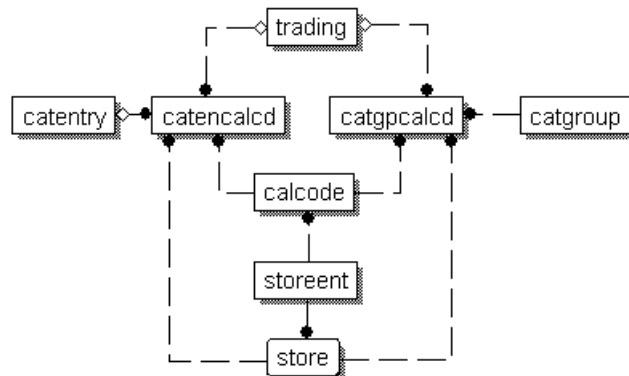 trading
catentry
catencalcd
catgpcalcd
catgroup
calcode
storeent
store